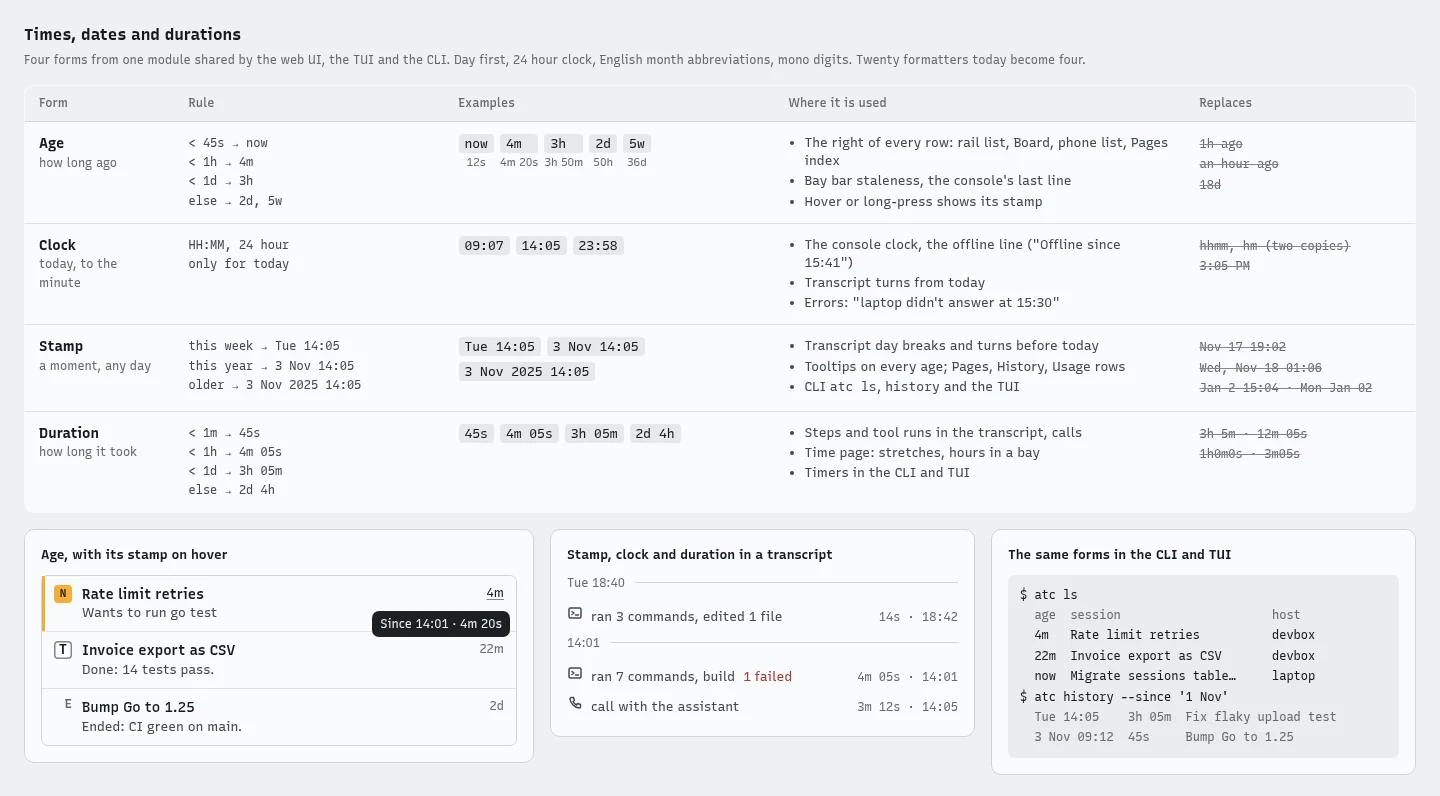 Times, dates and durations
Four forms from one module shared by the web UI, the TUI and the CLI. Day first, 24 hour clock, English month abbreviations, mono digits. Twenty formatters today become four.
Form Rule Examples Where it is used Replaces
Age
how long ago
< 45s → now
< 1h → 4m
< 1d → 3h
else → 2d, 5w
now 4m 3h 2d 5w
12s 4m 20s 3h 50m 50h 36d
• The right of every row: rail list, Board, phone list, Pages
index
• Bay bar staleness, the console's last line
• Hover or long-press shows its stamp
1h ago
an hour ago
18d
Clock
today, to the
minute
HH:MM, 24 hour
only for today
09:07 14:05 23:58
• The console clock, the offline line ("Offline since
15:41")
• Transcript turns from today
• Errors: "laptop didn't answer at 15:30"
hhmm, hm (two copies)
3:05 PM
Stamp
a moment, any day
this week → Tue 14:05
this year → 3 Nov 14:05
older → 3 Nov 2025 14:05
Tue 14:05 3 Nov 14:05
3 Nov 2025 14:05
• Transcript day breaks and turns before today
• Tooltips on every age; Pages, History, Usage rows
• CLI atc ls, history and the TUI
Nov 17 19:02
Wed, Nov 18 01:06
Jan 2 15:04 · Mon Jan 02
Duration
how long it took
< 1m → 45s
< 1h → 4m 05s
< 1d → 3h 05m
else → 2d 4h
45s 4m 05s 3h 05m 2d 4h
• Steps and tool runs in the transcript, calls
• Time page: stretches, hours in a bay
• Timers in the CLI and TUI
3h 5m · 12m 05s
1h0m0s · 3m05s
Age, with its stamp on hover
N Rate limit retries 4m
Wants to run go test
Since 14:01 · 4m 20s
T Invoice export as CSV 22m
Done: 14 tests pass.
E Bump Go to 1.25 2d
Ended: CI green on main.
Stamp, clock and duration in a transcript
Tue 18:40
ran 3 commands, edited 1 file 14s · 18:42
14:01
ran 7 commands, build 1 failed 4m 05s · 14:01
call with the assistant 3m 12s · 14:05
The same forms in the CLI and TUI
$ atc ls
age session host
4m Rate limit retries devbox
22m Invoice export as CSV devbox
now Migrate sessions table… laptop
$ atc history --since '1 Nov'
Tue 14:05 3h 05m Fix flaky upload test
3 Nov 09:12 45s Bump Go to 1.25